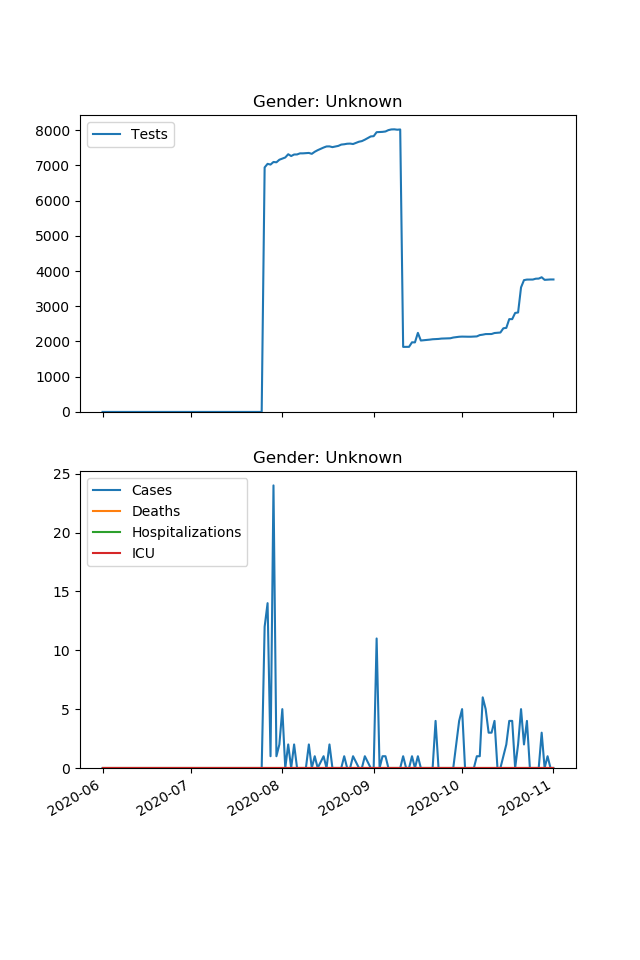 Gender: Unknown
Tests
8000
7000
6000
5000
4000
3000
2000
1000
0
Gender: Unknown
25
20
15
10
5
0
Cases
Deaths
Hospitalizations
ICU
2020-06 2020-07 2020-08 2020-09 2020-10 2020-11